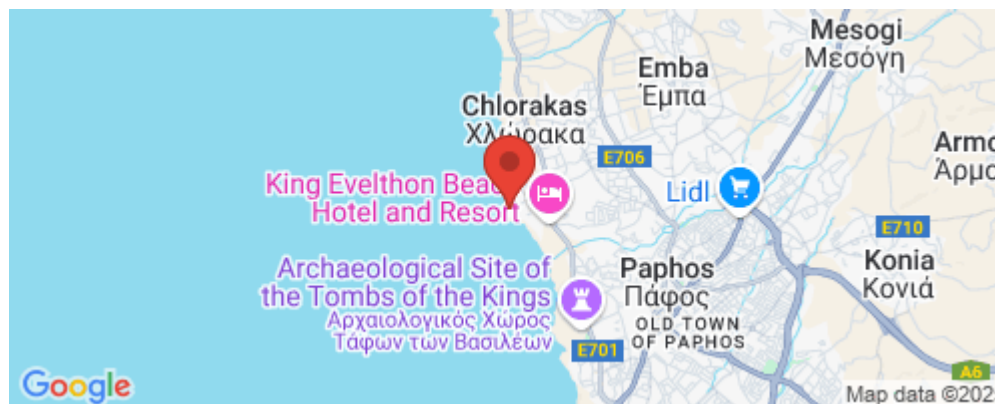 Mesogi
Μεσόγη
Emba
Έμπα
Chlorakas
Χλώρακα
E706
King Evelthon Beach
Hotel and Resort
Lidl
E710
Archaeological Site of
the Tombs of the Kings
Αρχαιολογικός Χώρος
Τάφων των Βασιλέων
Paphos
Πάφος
OLD TOWN
OF PAPHOS
Konia
Κονιά
E701
A6
Google
Map data ©202